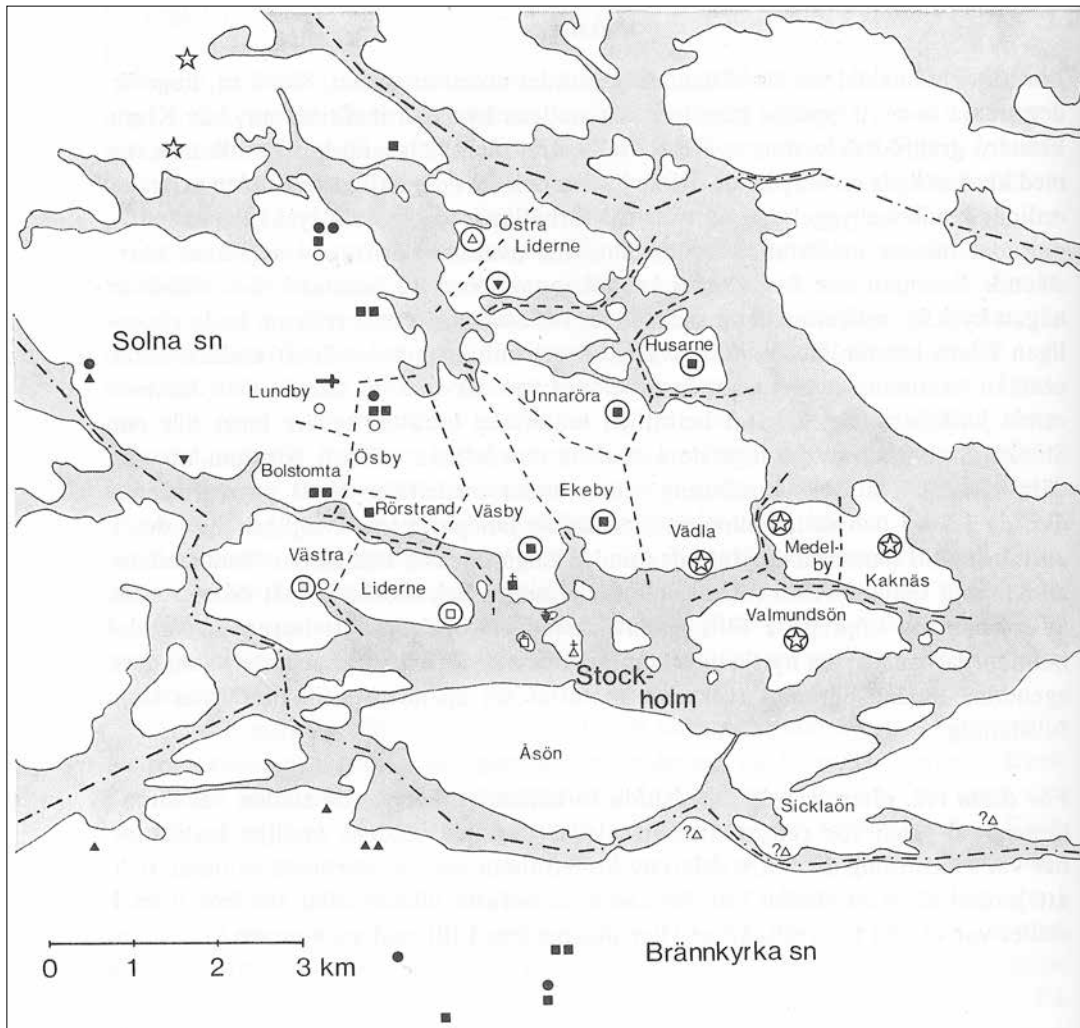 Östra
Liderne
Solna sn
Husarne
Lundby
Unnaröra
Ösby
Bolstomta
Ekeby
Rörstrand
Väsby
Vädla
Medel-
by
Västra
Kaknäs
Liderne
Valmundsön
Stock-
holm
Åsön
Sicklaön
?
?
?
Brännkyrka sn
0 1 2 3 km